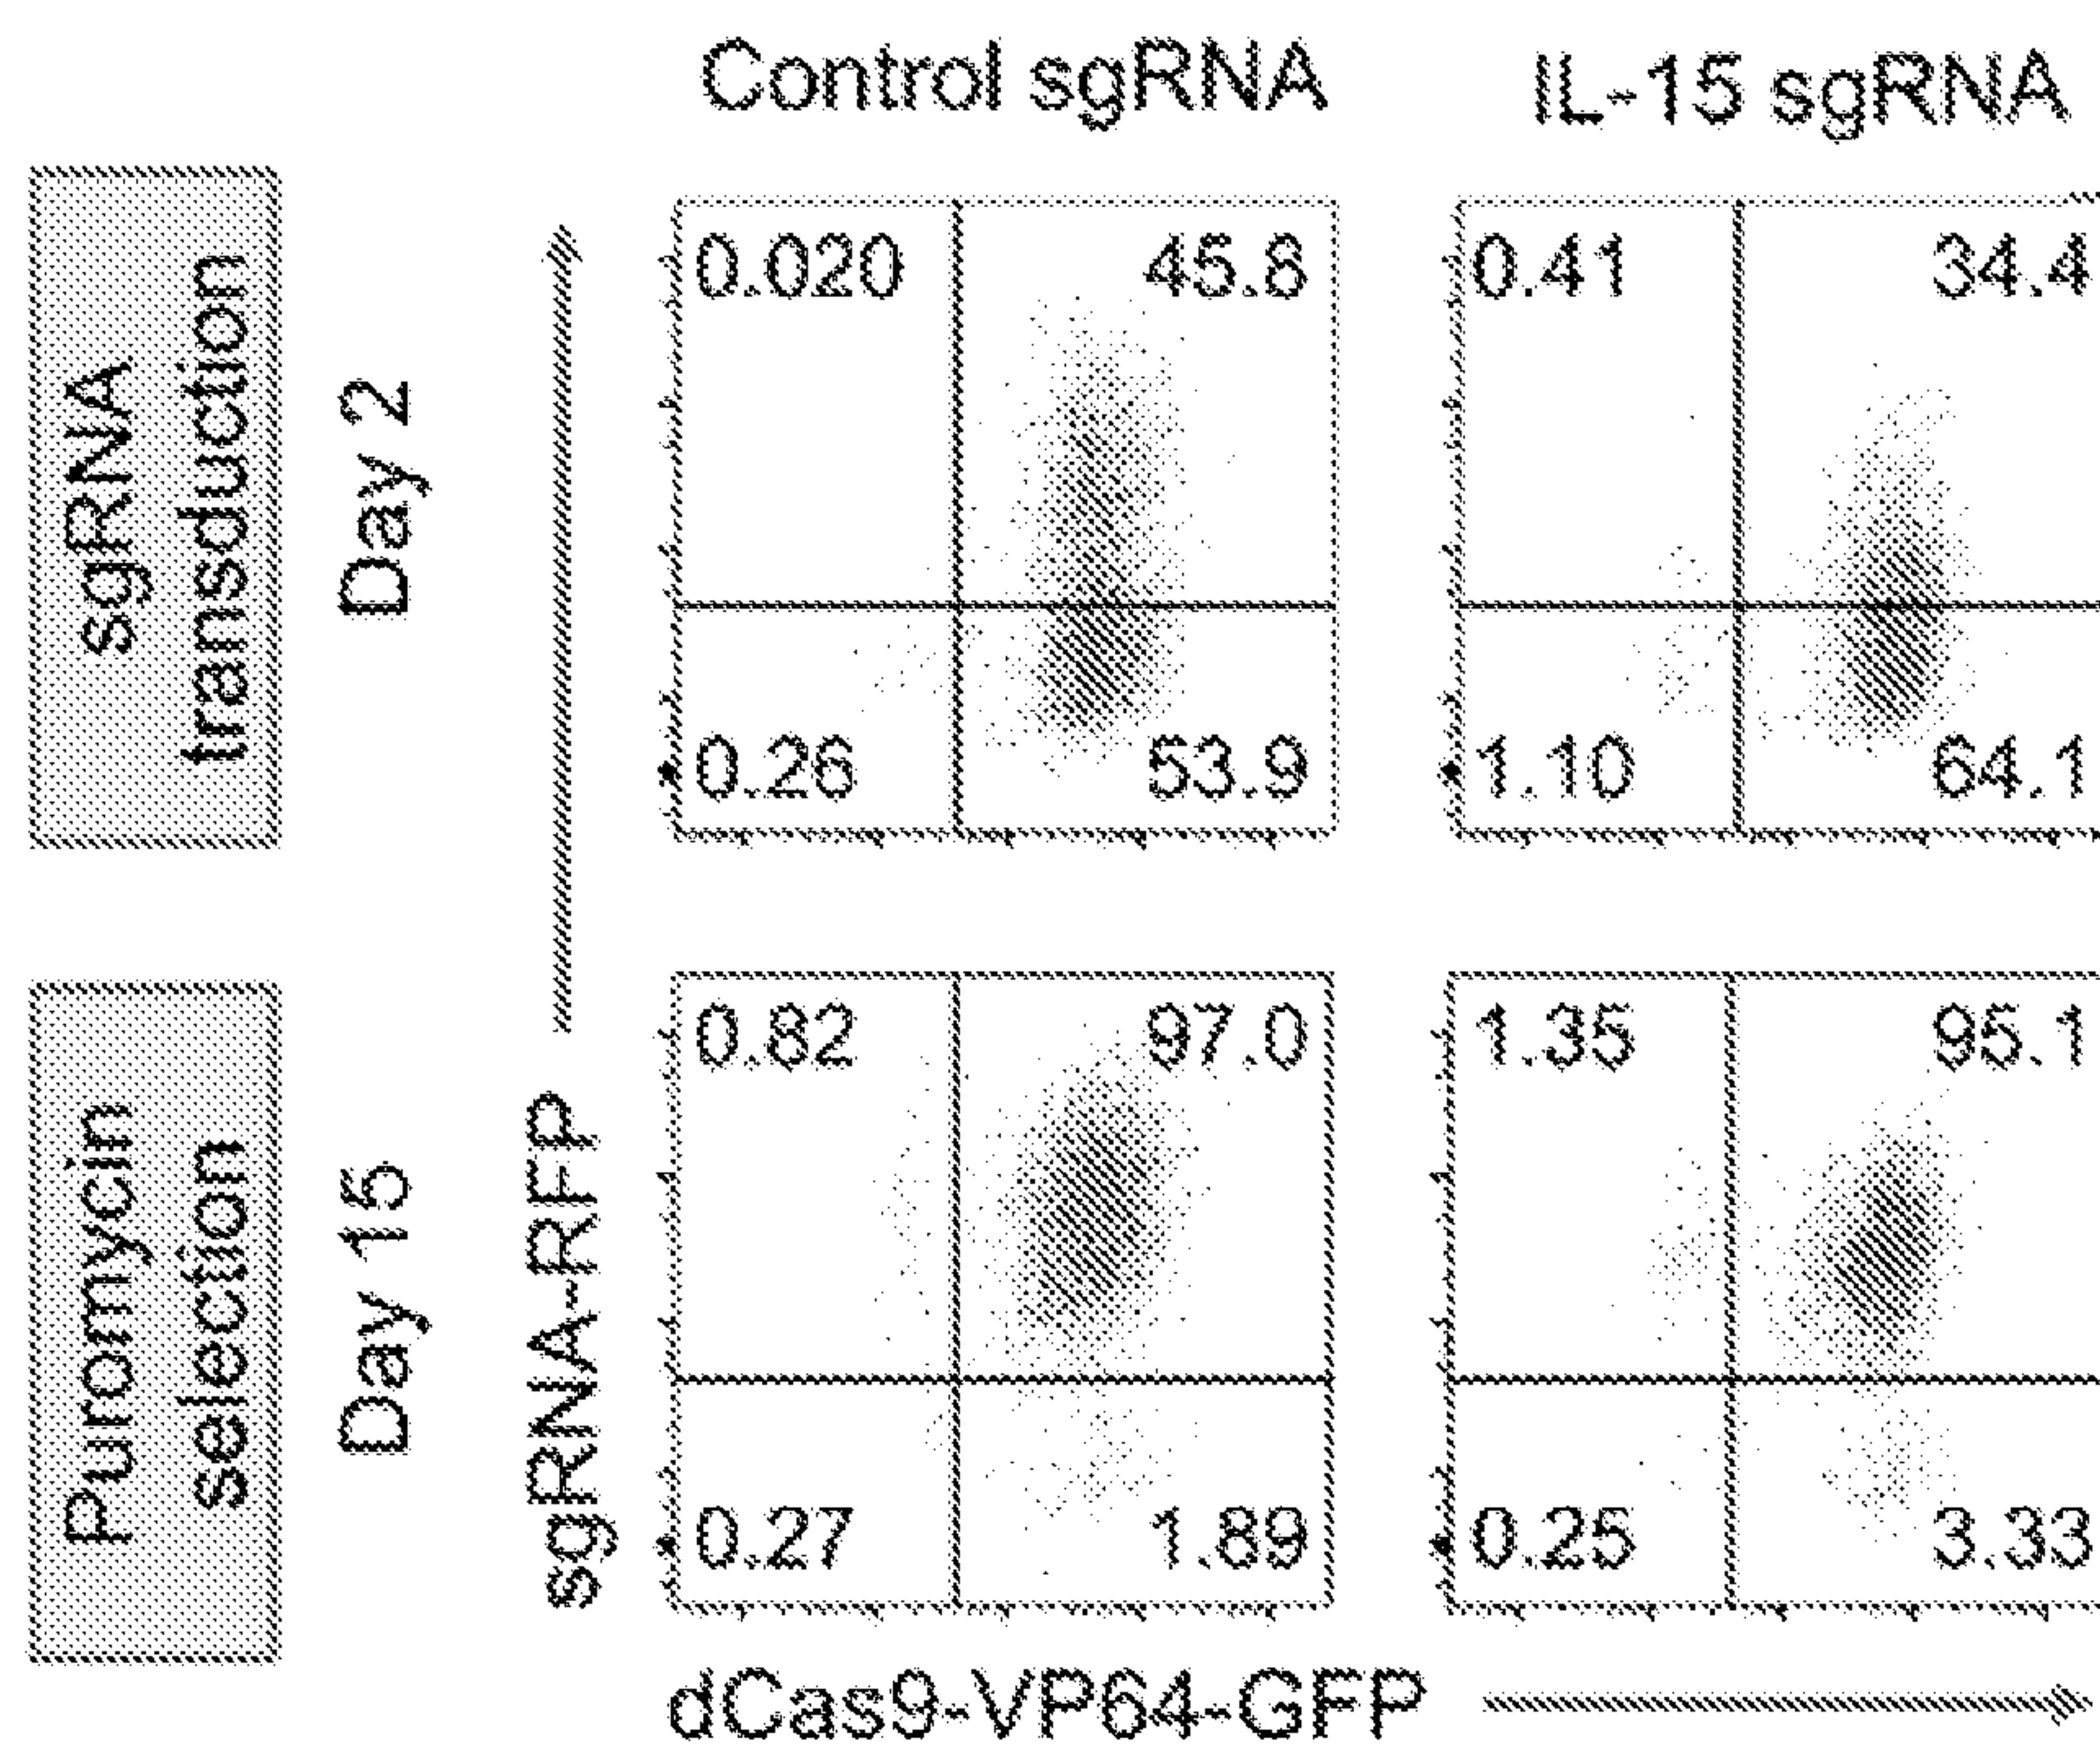 Control sgRNA
IL-15 sgRNA
sgRNA
transduction
Day 2
0.020
45.8
0.26
53.9
0.41
34.4
1.10
64.1
Puromycin
selection
Day 15
sgRNA-RFP
0.82
97.0
0.27
1.89
1.35
95.1
0.25
3.33
dCas9-VP64-GFP